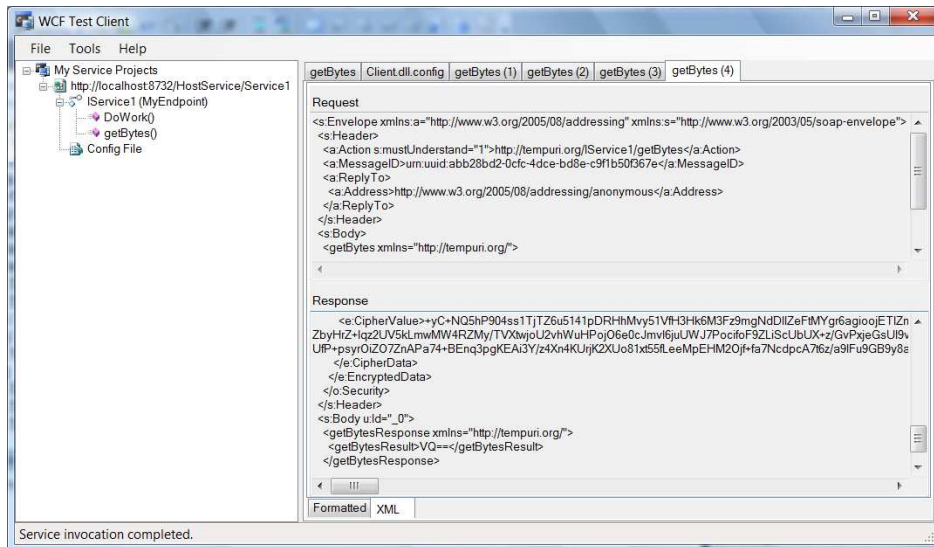 WCF Test Client
File Tools Help
My Service Projects
http://localhost:8732/HostService/Service1
IService1 (MyEndpoint)
DoWork()
getBytes()
Config File
getBytes Client.dll.config getBytes (1) getBytes (2) getBytes (3) getBytes (4)
Request
<s:Envelope xmlns:a="http://www.w3.org/2005/08/addressing" xmlns:s="http://www.w3.org/2003/05/soap-envelope">
<s:Header>
<a:Action s:mustUnderstand="1">http://tempuri.org/IService1/getBytes</a:Action>
<a:MessageID>urn:uuid:abb28bd2-0cfc-4dce-bd8e-c9f1b50f367e</a:MessageID>
<a:ReplyTo>
<a:Address>http://www.w3.org/2005/08/addressing/anonymous</a:Address>
</a:ReplyTo>
</s:Header>
<s:Body>
<getBytes xmlns="http://tempuri.org/">
Response
<e:CipherValue>
</e:CipherData>
</e:EncryptedData>
</o:Security>
</s:Header>
<s:Body u:Id="_0">
<getBytesResponse xmlns="http://tempuri.org/">
<getBytesResult>VQ==</getBytesResult>
</getBytesResponse>
Formatted XML
Service invocation completed.